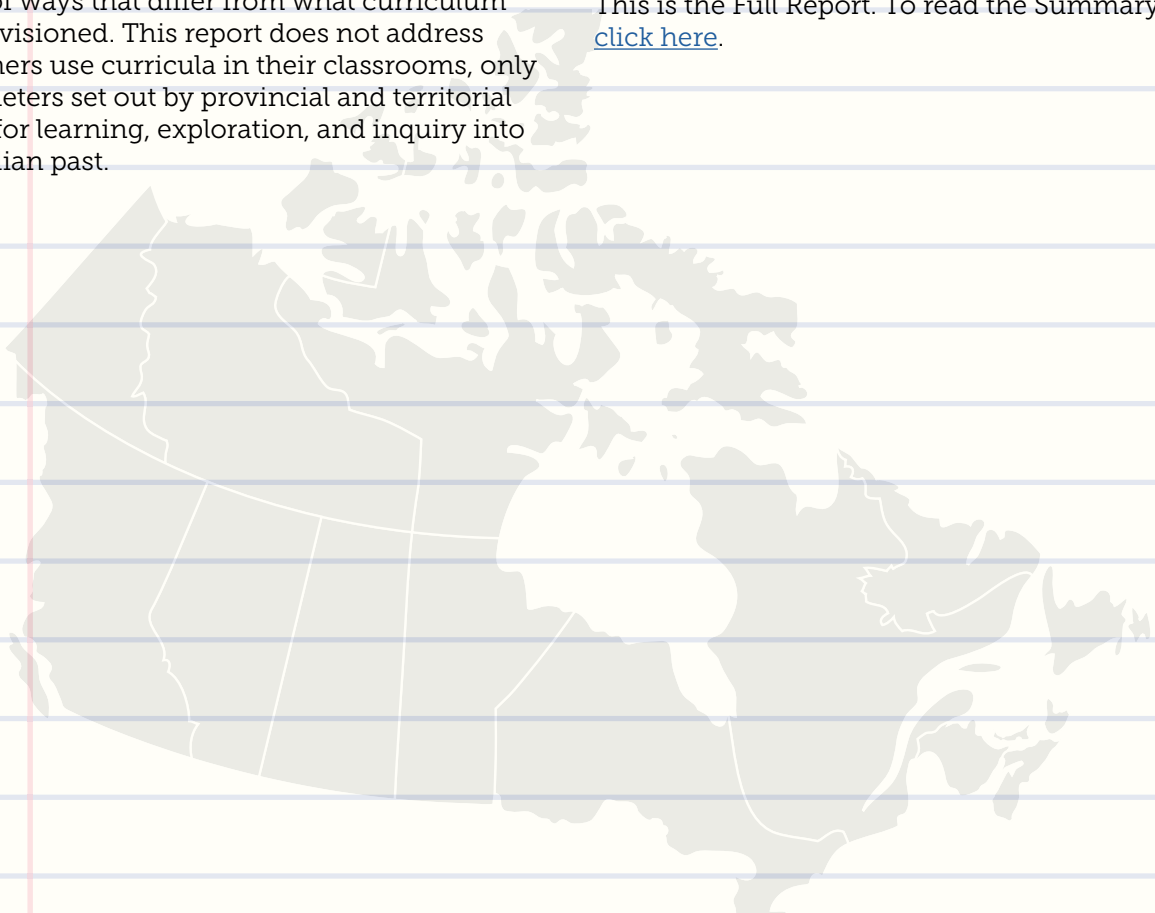 of ways that differ from what curriculum
visioned. This report does not address
ners use curricula in their classrooms, only
eters set out by provincial and territorial
for learning, exploration, and inquiry into
ian past.
This is the Full Report. To read the Summary
click here.